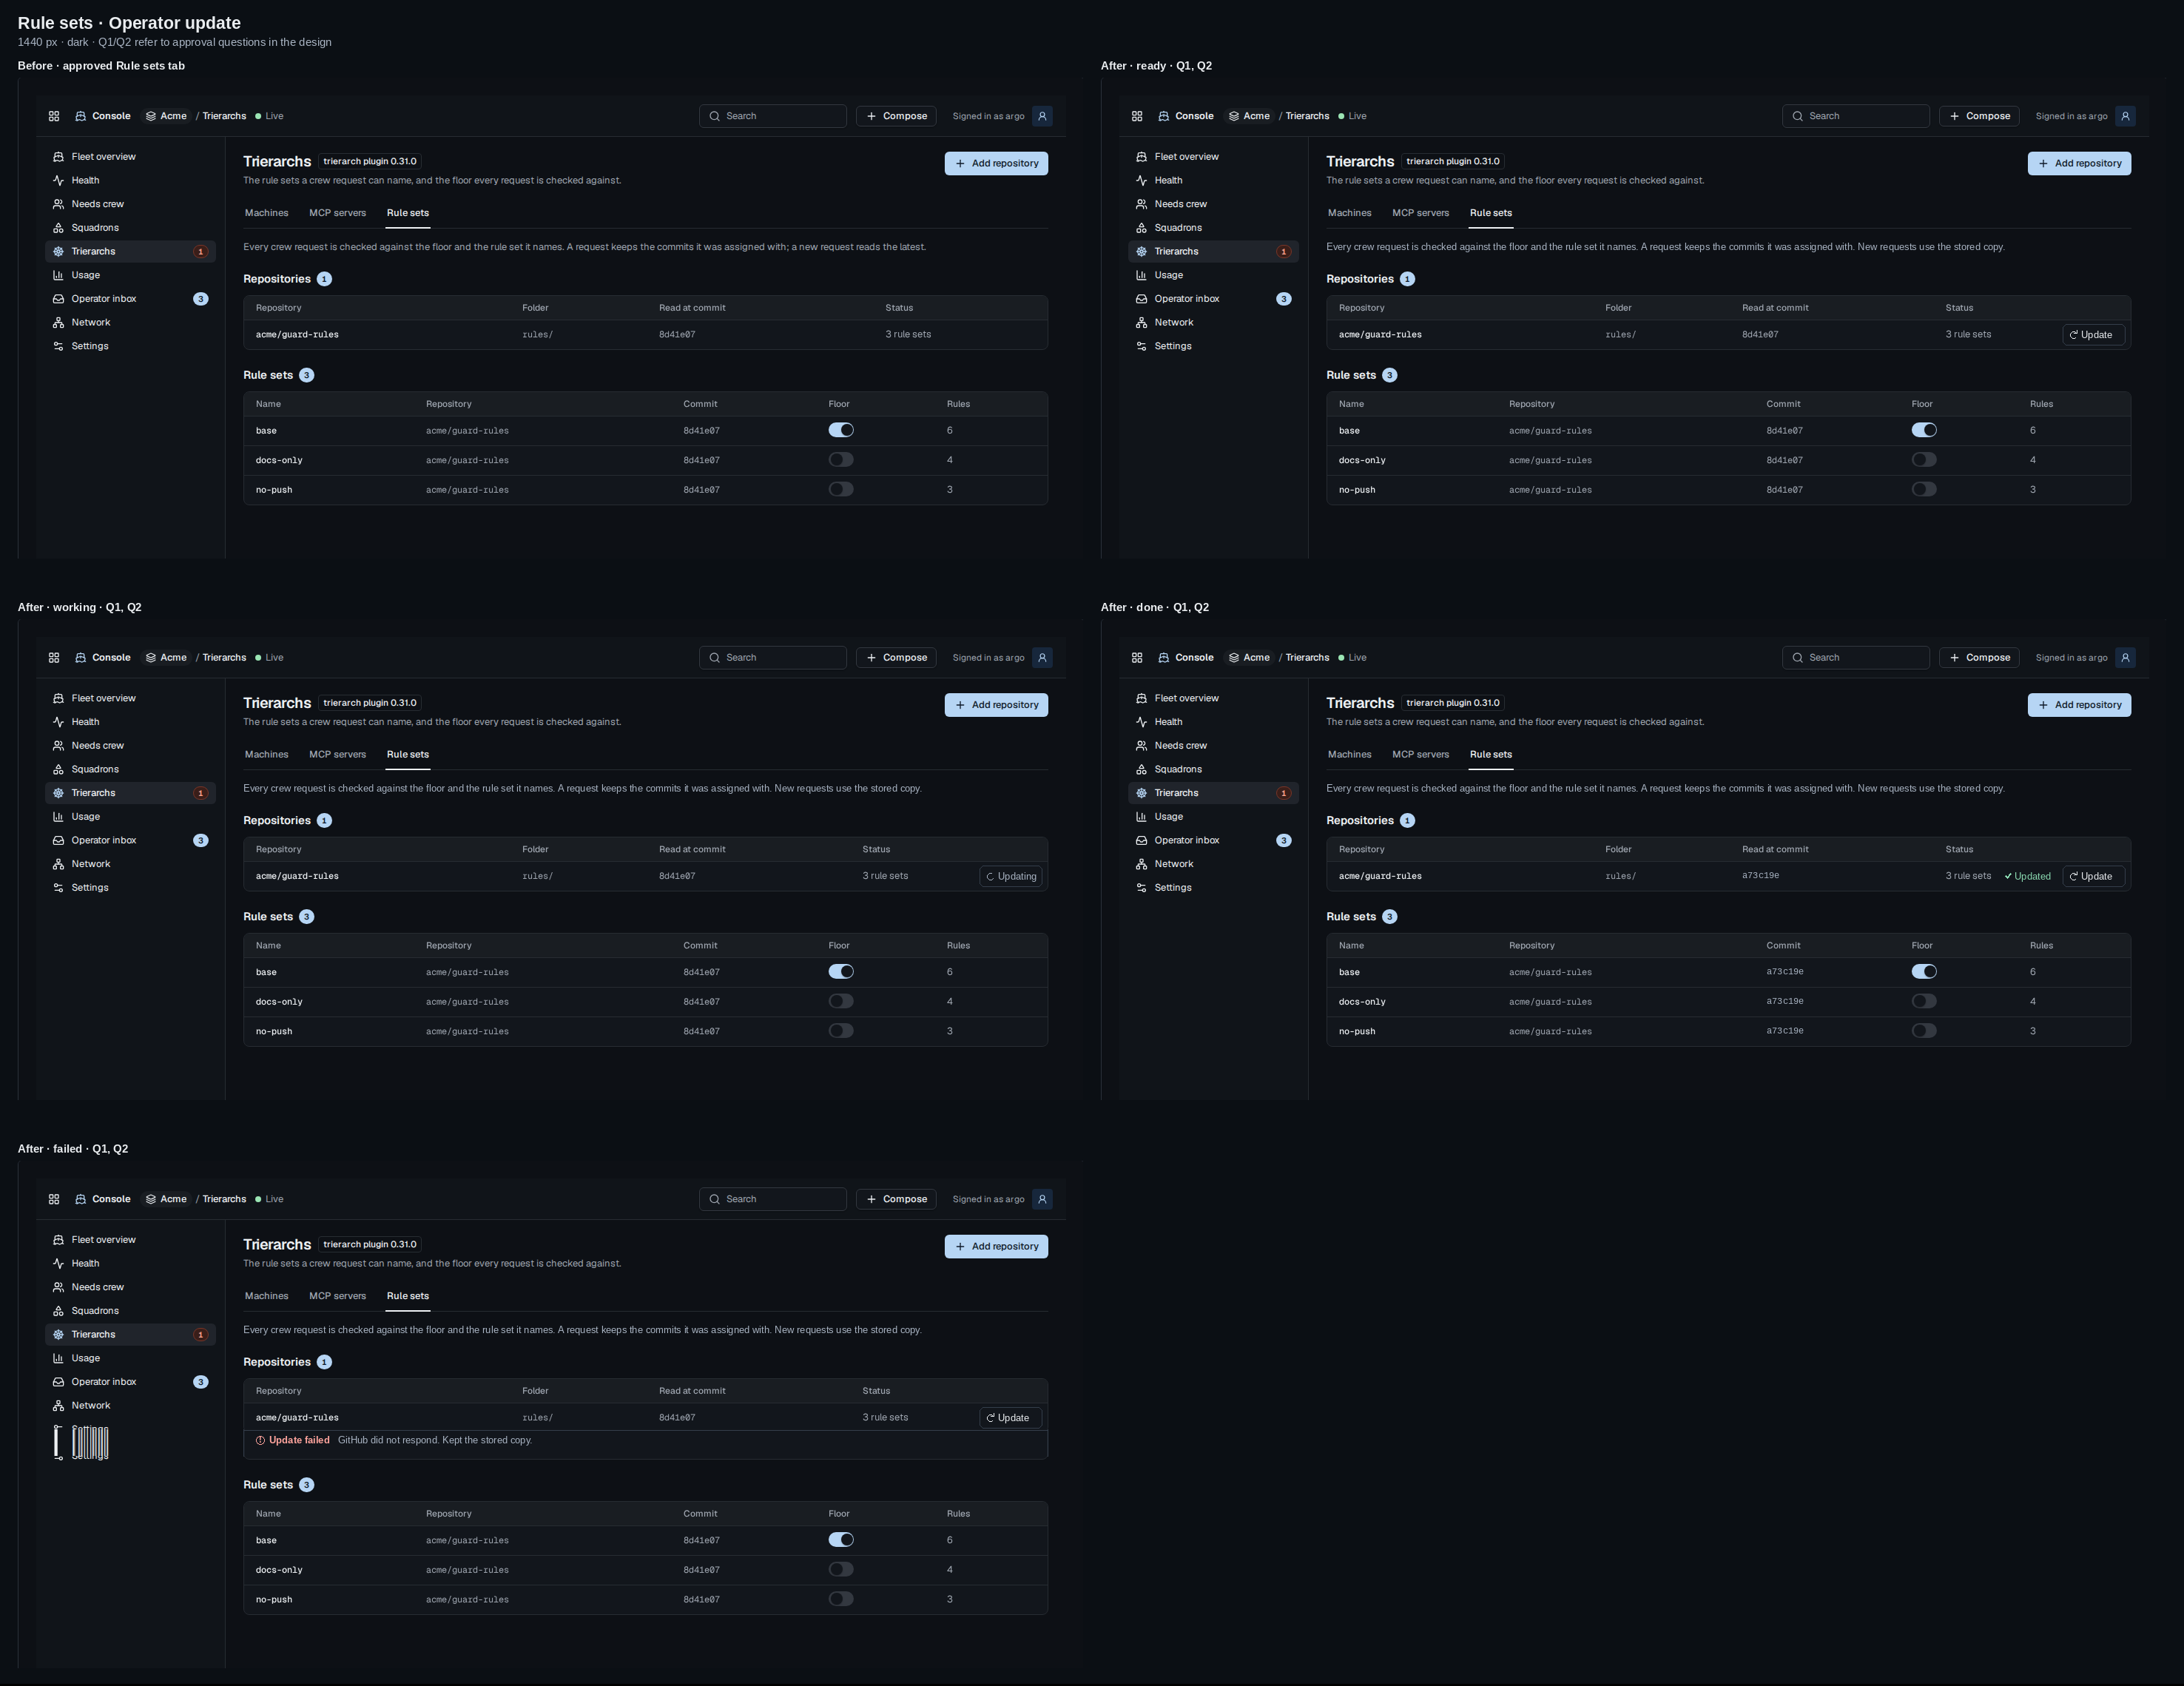 Rule sets · Operator update
1440 px · dark · Q1/Q2 refer to approval questions in the design
Before · approved Rule sets tab
Console Acme / Trierarchs Live Search Compose Signed in as argo
Fleet overview
Health
Needs crew
Squadrons
Trierarchs 1
Usage
Operator inbox 3
Network
Settings
Trierarchs trierarch plugin 0.31.0 Add repository
The rule sets a crew request can name, and the floor every request is checked against.
Machines MCP servers Rule sets
Every crew request is checked against the floor and the rule set it names. A request keeps the commits it was assigned with; a new request reads the latest.
Repositories 1
Repository Folder Read at commit Status
acme/guard-rules rules/ 8d41e07 3 rule sets
Rule sets 3
Name Repository Commit Floor Rules
base acme/guard-rules 8d41e07 6
docs-only acme/guard-rules 8d41e07 4
no-push acme/guard-rules 8d41e07 3
After · ready · Q1, Q2
Console Acme / Trierarchs Live Search Compose Signed in as argo
Fleet overview
Health
Needs crew
Squadrons
Trierarchs 1
Usage
Operator inbox 3
Network
Settings
Trierarchs trierarch plugin 0.31.0 Add repository
The rule sets a crew request can name, and the floor every request is checked against.
Machines MCP servers Rule sets
Every crew request is checked against the floor and the rule set it names. A request keeps the commits it was assigned with. New requests use the stored copy.
Repositories 1
Repository Folder Read at commit Status
acme/guard-rules rules/ 8d41e07 3 rule sets Update
Rule sets 3
Name Repository Commit Floor Rules
base acme/guard-rules 8d41e07 6
docs-only acme/guard-rules 8d41e07 4
no-push acme/guard-rules 8d41e07 3
After · working · Q1, Q2
Console Acme / Trierarchs Live Search Compose Signed in as argo
Fleet overview
Health
Needs crew
Squadrons
Trierarchs 1
Usage
Operator inbox 3
Network
Settings
Trierarchs trierarch plugin 0.31.0 Add repository
The rule sets a crew request can name, and the floor every request is checked against.
Machines MCP servers Rule sets
Every crew request is checked against the floor and the rule set it names. A request keeps the commits it was assigned with. New requests use the stored copy.
Repositories 1
Repository Folder Read at commit Status
acme/guard-rules rules/ 8d41e07 3 rule sets Updating
Rule sets 3
Name Repository Commit Floor Rules
base acme/guard-rules 8d41e07 6
docs-only acme/guard-rules 8d41e07 4
no-push acme/guard-rules 8d41e07 3
After · done · Q1, Q2
Console Acme / Trierarchs Live Search Compose Signed in as argo
Fleet overview
Health
Needs crew
Squadrons
Trierarchs 1
Usage
Operator inbox 3
Network
Settings
Trierarchs trierarch plugin 0.31.0 Add repository
The rule sets a crew request can name, and the floor every request is checked against.
Machines MCP servers Rule sets
Every crew request is checked against the floor and the rule set it names. A request keeps the commits it was assigned with. New requests use the stored copy.
Repositories 1
Repository Folder Read at commit Status
acme/guard-rules rules/ a73c19e 3 rule sets Updated Update
Rule sets 3
Name Repository Commit Floor Rules
base acme/guard-rules a73c19e 6
docs-only acme/guard-rules a73c19e 4
no-push acme/guard-rules a73c19e 3
After · failed · Q1, Q2
Console Acme / Trierarchs Live Search Compose Signed in as argo
Fleet overview
Health
Needs crew
Squadrons
Trierarchs 1
Usage
Operator inbox 3
Network
Trierarchs trierarch plugin 0.31.0 Add repository
The rule sets a crew request can name, and the floor every request is checked against.
Machines MCP servers Rule sets
Every crew request is checked against the floor and the rule set it names. A request keeps the commits it was assigned with. New requests use the stored copy.
Repositories 1
Repository Folder Read at commit Status
acme/guard-rules rules/ 8d41e07 3 rule sets Update
Update failed GitHub did not respond. Kept the stored copy.
Rule sets 3
Name Repository Commit Floor Rules
base acme/guard-rules 8d41e07 6
docs-only acme/guard-rules 8d41e07 4
no-push acme/guard-rules 8d41e07 3